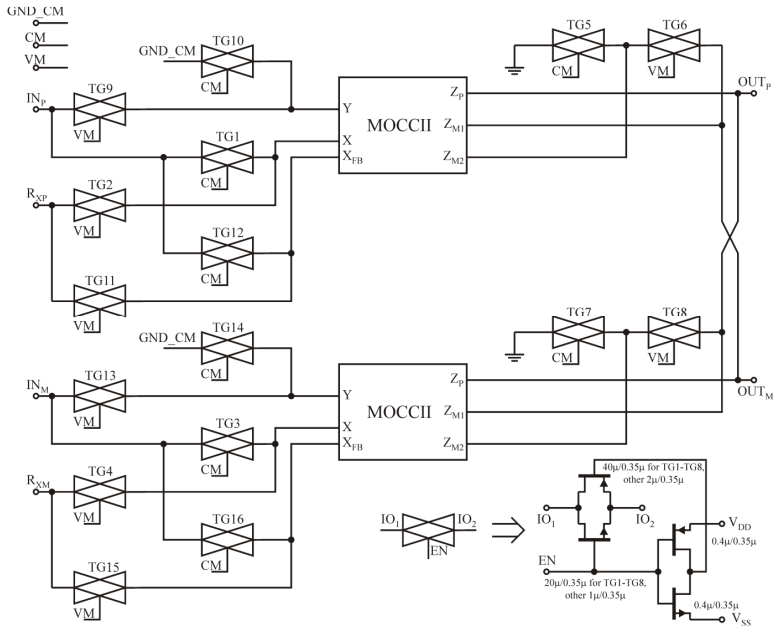 GND_CM
CM
VM
TG10
GND_CM
CM
TG5
TG6
CM
VM
IN_P
TG9
VM
Y
X
X_FB
MOCCII
Z_P
Z_M1
Z_M2
OUT_P
TG1
CM
R_XP
TG2
VM
TG12
CM
TG11
VM
TG14
GND_CM
CM
TG7
TG8
CM
VM
IN_M
TG13
VM
Y
X
X_FB
MOCCII
Z_P
Z_M1
Z_M2
OUT_M
TG3
CM
R_XM
TG4
VM
TG16
CM
TG15
VM
IO_1
IO_2
EN
40μ/0.35μ for TG1-TG8,
other 2μ/0.35μ
IO_1
IO_2
EN
20μ/0.35μ for TG1-TG8,
other 1μ/0.35μ
V_DD
0.4μ/0.35μ
0.4μ/0.35μ
V_SS